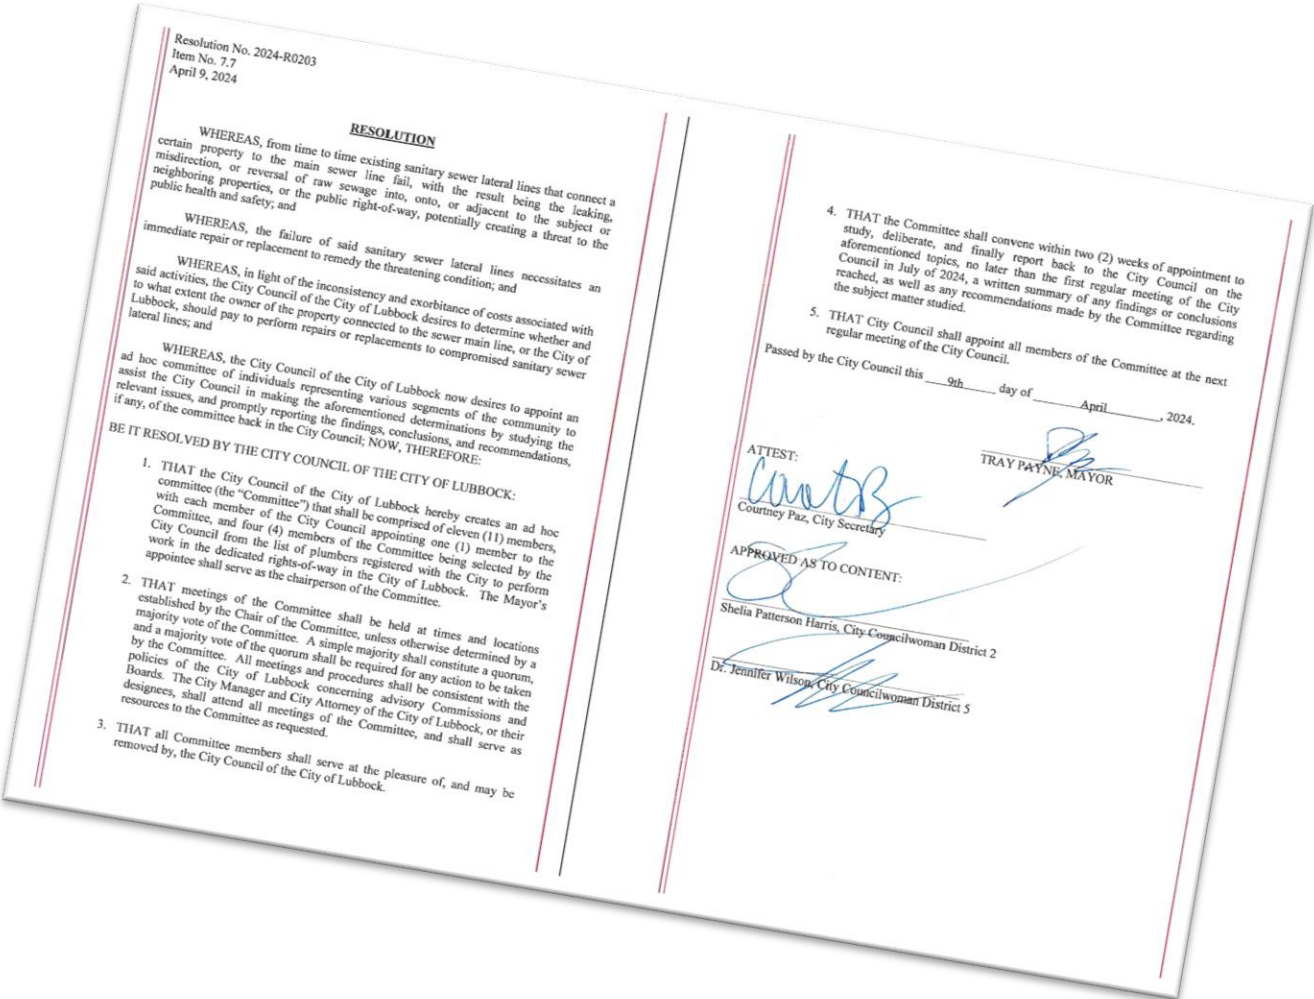 Resolution No. 2024-R0203
Item No. 7.7
April 9, 2024
RESOLUTION
WHEREAS, from time to time existing sanitary sewer lateral lines that connect a
certain property to the main sewer line fail, with the result being the leaking,
misdirection, or reversal of raw sewage into, onto, or adjacent to the subject or
neighboring properties, or the public right-of-way, potentially creating a threat to the
public health and safety; and
WHEREAS, the failure of said sanitary sewer lateral lines necessitates an
immediate repair or replacement to remedy the threatening condition; and
WHEREAS, in light of the inconsistency and exorbitance of costs associated with
said activities, the City Council of the City of Lubbock desires to determine whether and
to what extent the owner of the property connected to the sewer main line, or the City of
Lubbock, should pay to perform repairs or replacements to compromised sanitary sewer
lateral lines; and
WHEREAS, the City Council of the City of Lubbock now desires to appoint an
ad hoc committee of individuals representing various segments of the community to
assist the City Council in making the aforementioned determinations by studying the
relevant issues, and promptly reporting the findings, conclusions, and recommendations,
if any, of the committee back in the City Council; NOW, THEREFORE:
BE IT RESOLVED BY THE CITY COUNCIL OF THE CITY OF LUBBOCK:
1. THAT the City Council of the City of Lubbock hereby creates an ad hoc
committee (the "Committee") that shall be comprised of eleven (11) members,
with each member of the City Council appointing one (1) member to the
Committee, and four (4) members of the Committee being selected by the
City Council from the list of plumbers registered with the City to perform
work in the dedicated rights-of-way in the City of Lubbock. The Mayor's
appointee shall serve as the chairperson of the Committee.
2. THAT meetings of the Committee shall be held at times and locations
established by the Chair of the Committee, unless otherwise determined by a
majority vote of the Committee. A simple majority shall constitute a quorum,
and a majority vote of the quorum shall be required for any action to be taken
by the Committee. All meetings and procedures shall be consistent with the
policies of the City of Lubbock concerning advisory Commissions and
Boards. The City Manager and City Attorney of the City of Lubbock, or their
designees, shall attend all meetings of the Committee, and shall serve as
resources to the Committee as requested.
3. THAT all Committee members shall serve at the pleasure of, and may be
removed by, the City Council of the City of Lubbock.
4. THAT the Committee shall convene within two (2) weeks of appointment to
study, deliberate, and finally report back to the City Council on the
aforementioned topics, no later than the first regular meeting of the City
Council in July of 2024, a written summary of any findings or conclusions
reached, as well as any recommendations made by the Committee regarding
the subject matter studied.
5. THAT City Council shall appoint all members of the Committee at the next
regular meeting of the City Council.
Passed by the City Council this 9th day of April, 2024.
TRAY PAYNE, MAYOR
ATTEST:
Courtney Paz, City Secretary
APPROVED AS TO CONTENT:
Shelia Patterson Harris, City Councilwoman District 2
Dr. Jennifer Wilson, City Councilwoman District 5